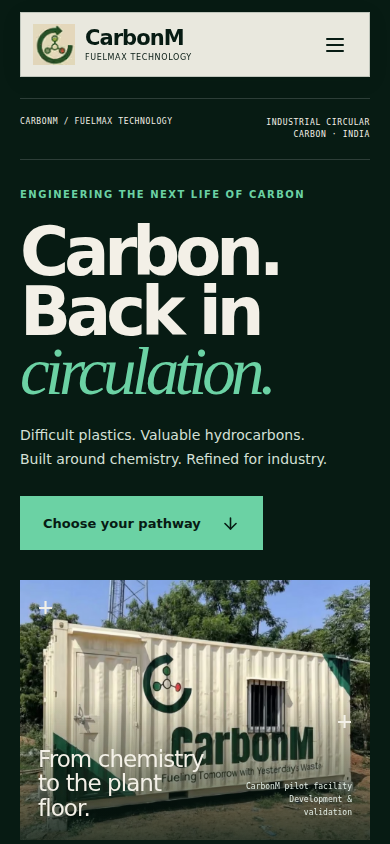 CarbonM
FUELMAX TECHNOLOGY
CARBONM / FUELMAX TECHNOLOGY
INDUSTRIAL CIRCULAR
CARBON · INDIA
ENGINEERING THE NEXT LIFE OF CARBON
Carbon.
Back in
circulation.
Difficult plastics. Valuable hydrocarbons.
Built around chemistry. Refined for industry.
Choose your pathway
CarbonM
Fueling Tomorrow with Yesterdays Waste
From chemistry
to the plant
floor.
CarbonM pilot facility
Development &
validation